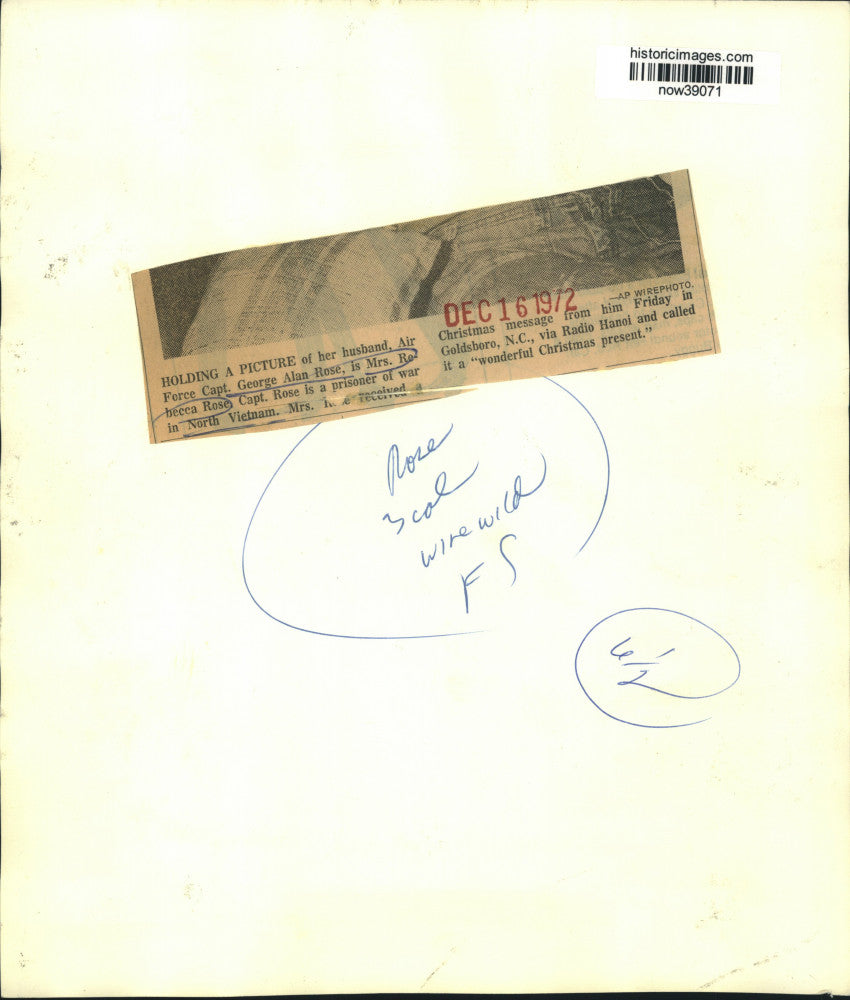 historicimages.com
now39071
—AP WIREPHOTO.
DEC 16 1972
HOLDING A PICTURE of her husband, Air
Force Capt. George Alan Rose, is Mrs. Re-
becca Rose. Capt. Rose is a prisoner of war
in North Vietnam. Mrs. received a
Christmas message from him Friday in
Goldsboro, N.C., via Radio Hanoi and called
it a "wonderful Christmas present."
Rose
3 col
wire wild
FS
6 1/2